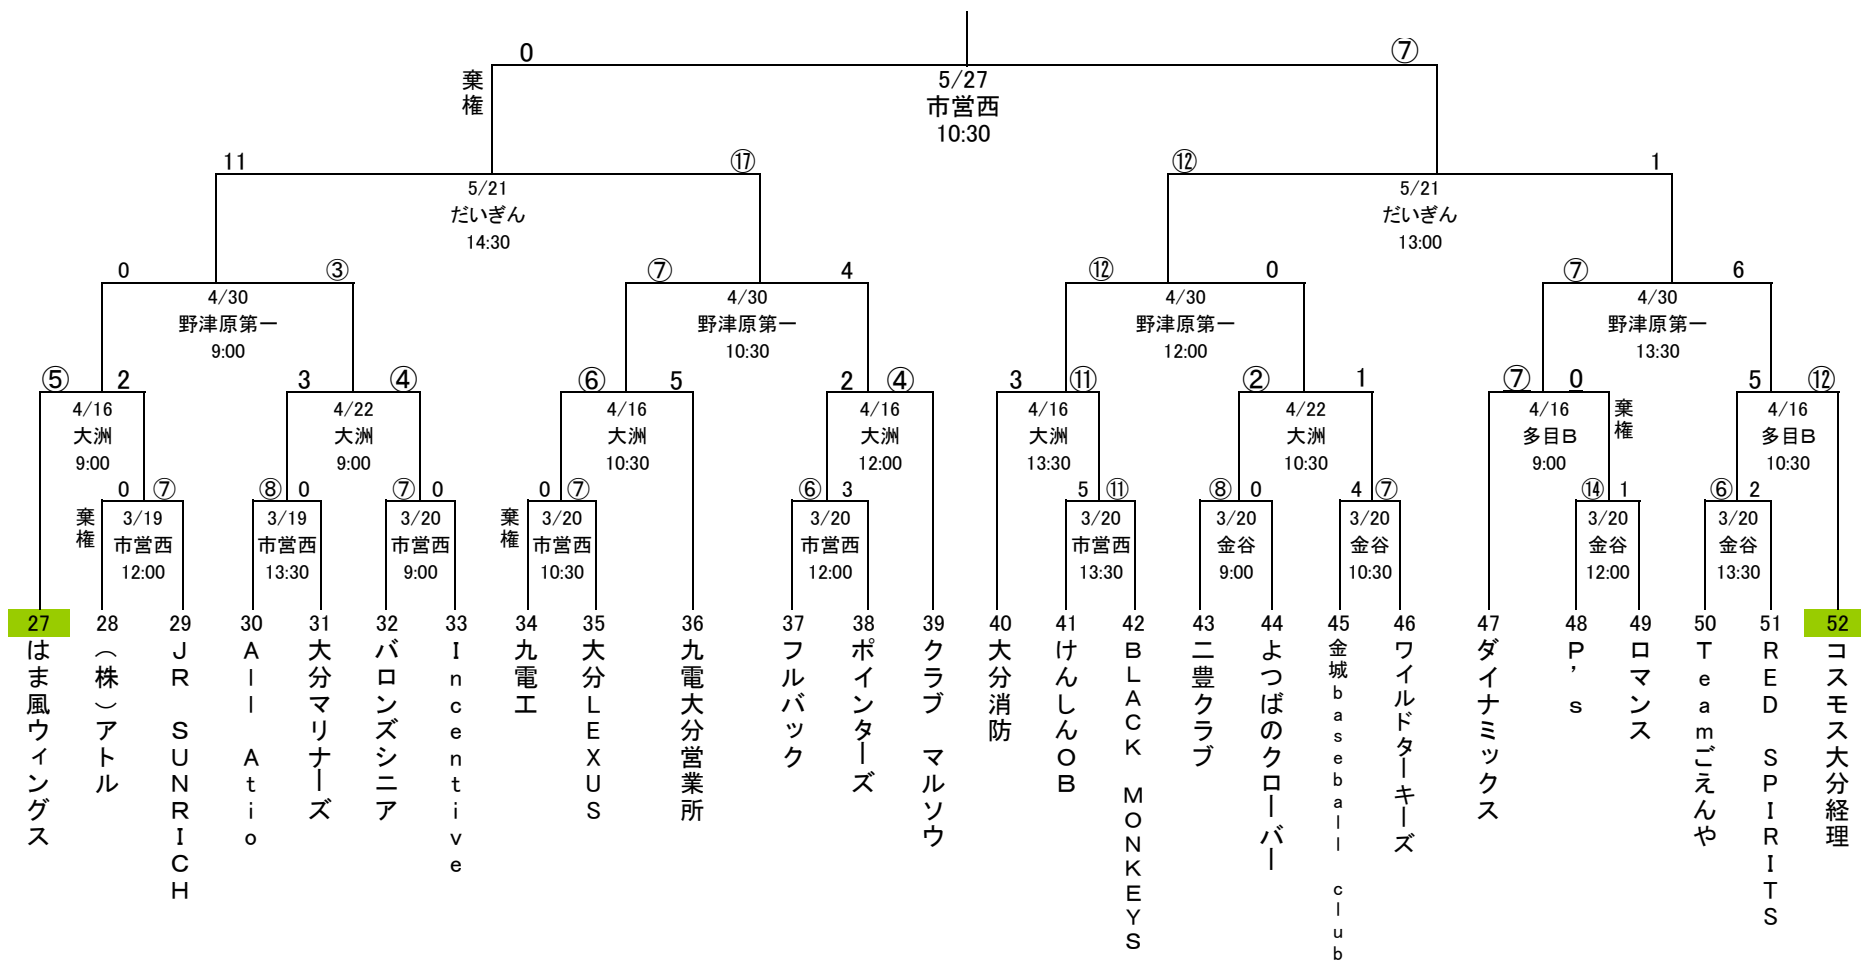 0 ⑦
棄権
5/27
市営西
10:30
11 ⑰ ⑫ 1
5/21 5/21
だいぎん だいぎん
14:30 13:00
0 ③ ⑦ 4 ⑫ 0 ⑦ 6
4/30 4/30 4/30 4/30
野津原第一 野津原第一 野津原第一 野津原第一
9:00 10:30 12:00 13:30
⑤ 2 3 ④ ⑥ 5 2 ④ 3 ⑪ ② 1 ⑦ 0 5 ⑫
4/16 4/22 4/16 4/16 4/16 4/22 4/16 4/16
棄権
大洲 大洲 大洲 大洲 大洲 大洲 多目B 多目B
9:00 9:00 10:30 12:00 13:30 10:30 9:00 10:30
0 ⑦ ⑧ 0 ⑦ 0 0 ⑦ ⑥ 3 5 ⑪ ⑧ 0 4 ⑦ ⑭ 1 ⑥ 2
棄権 棄権
3/19 3/19 3/20 3/20 3/20 3/20 3/20 3/20 3/20 3/20
市営西 市営西 市営西 市営西 市営西 市営西 金谷 金谷 金谷 金谷
12:00 13:30 9:00 10:30 12:00 13:30 9:00 10:30 12:00 13:30
27 28 29 30 31 32 33 34 35 36 37 38 39 40 41 42 43 44 45 46 47 48 49 50 51 52
はま風ウィングス
（株）アトル
JR SUNRICH
All Atio
大分マリナーズ
バロンズシニア
Incentive
九電工
大分LEXUS
九電大分営業所
フルバック
ポインターズ
クラブ マルソウ
大分消防
けんしんOB
BLACK MONKEYS
二豊クラブ
よつばのクローバー
金城baseball club
ワイルドターキーズ
ダイナミックス
P’s
ロマンス
Teamごえんや
RED SPIRITS
コスモス大分経理